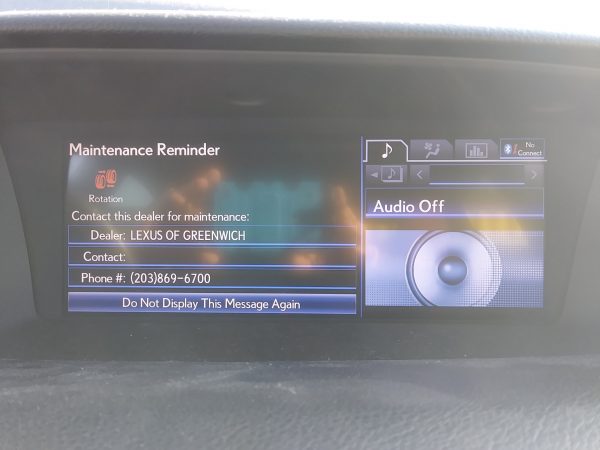 Maintenance Reminder
Rotation
Contact this dealer for maintenance:
Dealer: LEXUS OF GREENWICH
Contact:
Phone #: (203)869-6700
Do Not Display This Message Again
No
Connect
Audio Off